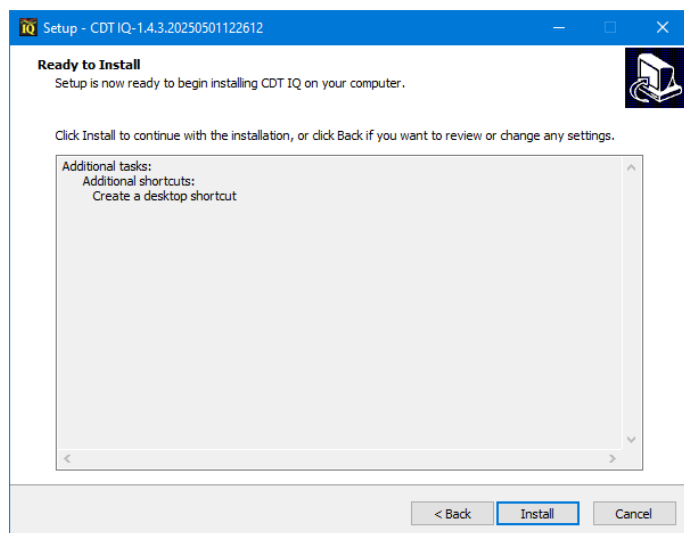 IQ
Setup - CDT IQ-1.4.3.20250501122612
Ready to Install
Setup is now ready to begin installing CDT IQ on your computer.
Click Install to continue with the installation, or click Back if you want to review or change any settings.
Additional tasks:
Additional shortcuts:
Create a desktop shortcut
< Back
Install
Cancel